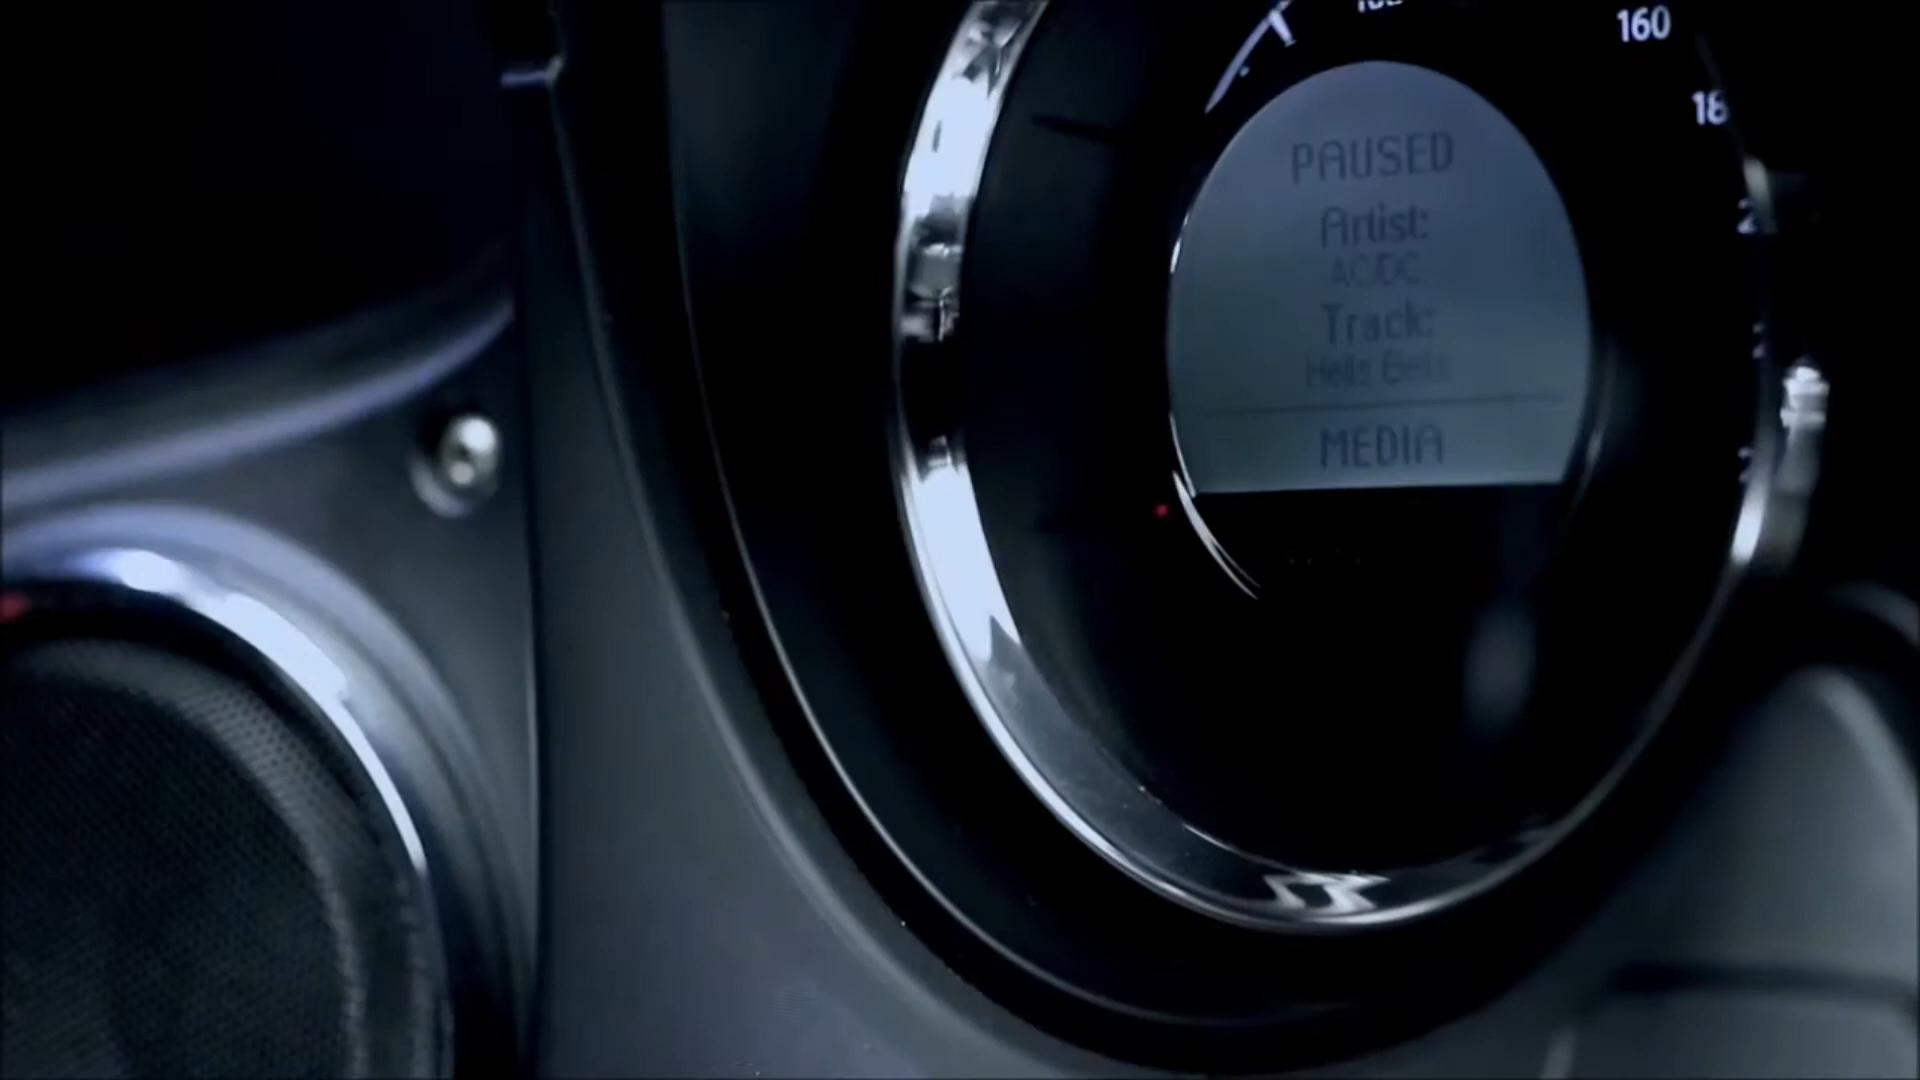 160
PAUSED
Artist:
AC/DC
Track:
Hells Bells
MEDIA